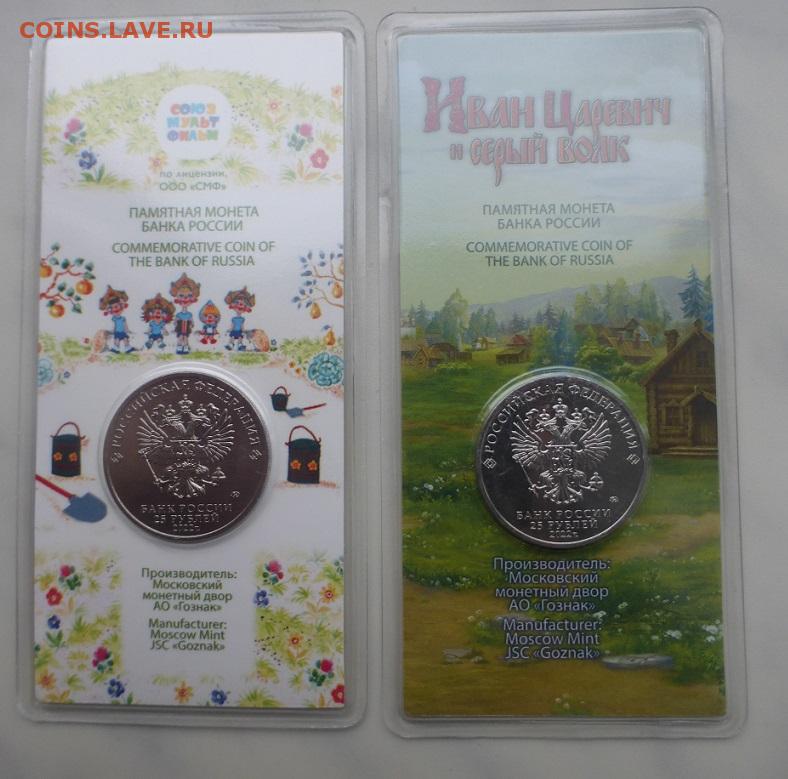 COINS.LAVE.RU
СОЮЗ
МУЛЬТ
ФИЛЬМ
по лицензии,
ООО «СМФ»
ПАМЯТНАЯ МОНЕТА
БАНКА РОССИИ
COMMEMORATIVE COIN OF
THE BANK OF RUSSIA
РОССИЙСКАЯ ФЕДЕРАЦИЯ
БАНК РОССИИ
25 РУБЛЕЙ
2022 г.
Производитель:
Московский
монетный двор
АО «Гознак»
Manufacturer:
Moscow Mint
JSC «Goznak»
Иван Царевич
и серый волк
ПАМЯТНАЯ МОНЕТА
БАНКА РОССИИ
COMMEMORATIVE COIN OF
THE BANK OF RUSSIA
РОССИЙСКАЯ ФЕДЕРАЦИЯ
БАНК РОССИИ
25 РУБЛЕЙ
2022 г.
Производитель:
Московский
монетный двор
АО «Гознак»
Manufacturer:
Moscow Mint
JSC «Goznak»